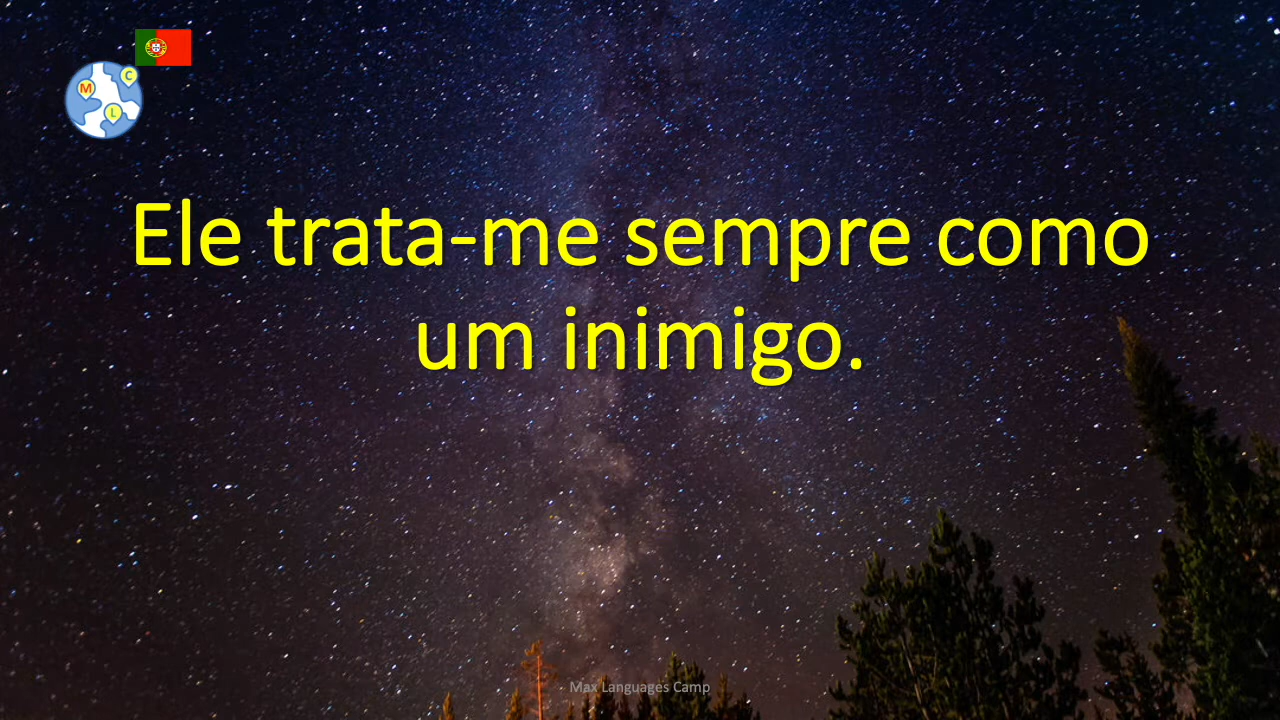 C
M
L
Ele trata-me sempre como
um inimigo.
Max Languages Camp